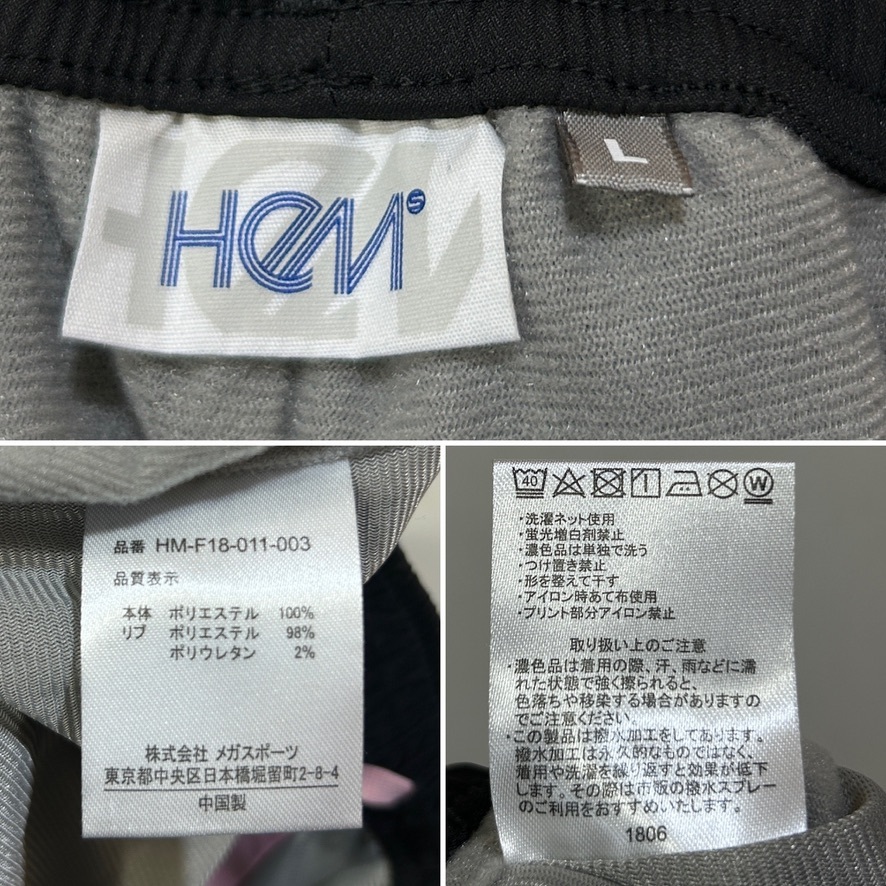 HEMS
L
品番 HM-F18-011-003
品質表示
本体 ポリエステル 100%
リブ ポリエステル 98%
ポリウレタン 2%
株式会社 メガスポーツ
東京都中央区日本橋堀留町2-8-4
中国製
40 W
・洗濯ネット使用
・蛍光増白剤禁止
・濃色品は単独で洗う
・つけ置き禁止
・形を整えて干す
・アイロン時あて布使用
・プリント部分アイロン禁止
取り扱い上のご注意
・濃色品は着用の際、汗、雨などに濡
れた状態で強く擦られると、
色落ちや移染する場合がありますの
でご注意ください。
・この製品は撥水加工をしてあります。
撥水加工は永久的なものではなく、
着用や洗濯を繰り返すと効果が低下
します。その際は市販の撥水スプレー
のご利用をおすすめいたします。
1806